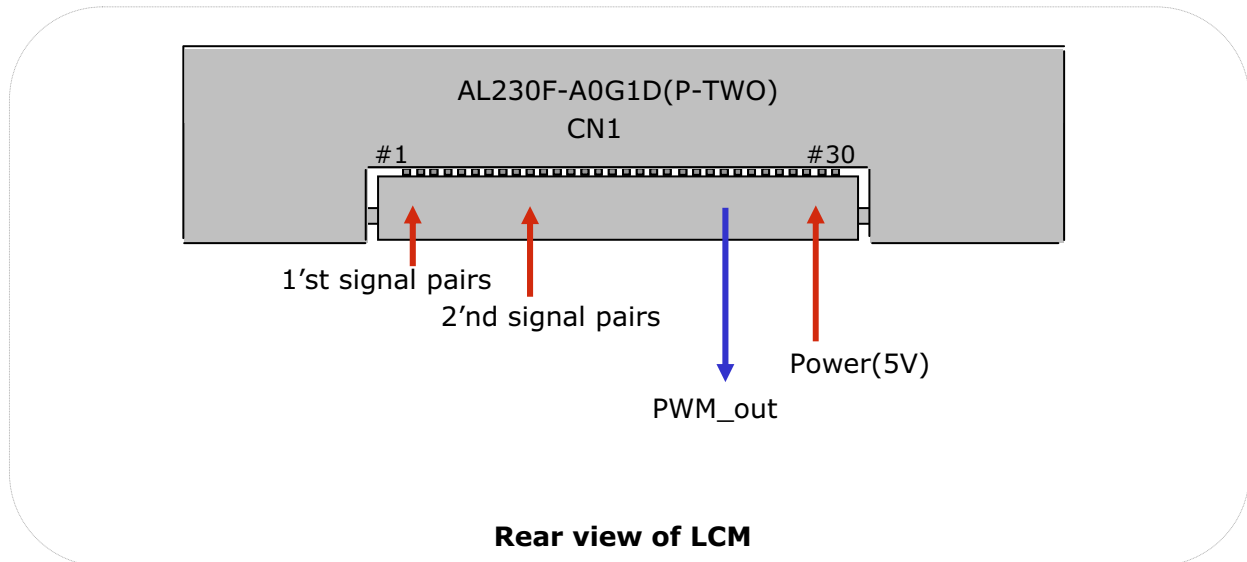 AL230F-A0G1D(P-TWO)
CN1
#1 #30
1’st signal pairs
2’nd signal pairs
Power(5V)
PWM_out
Rear view of LCM